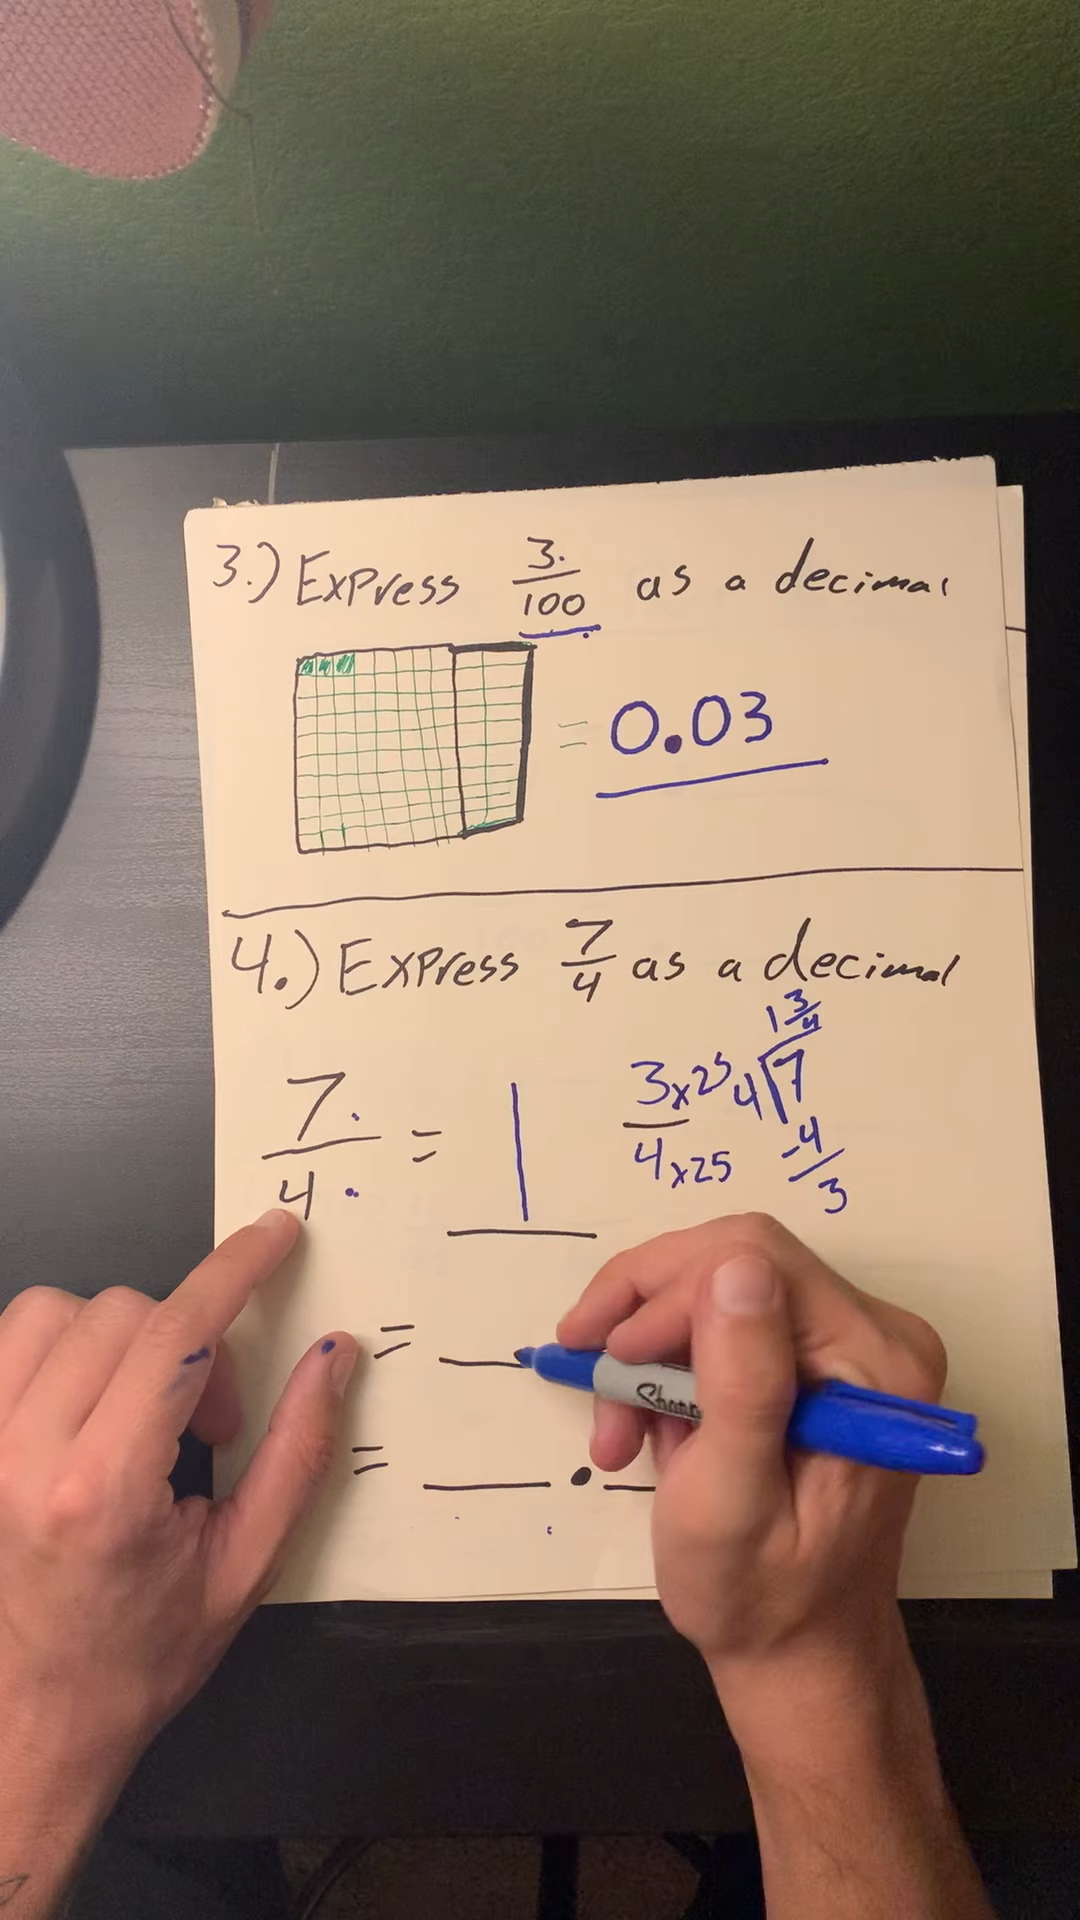 3.) Express 3/100 as a decimal
= 0.03
4.) Express 7/4 as a decimal
7/4 = 1
3x25
4x25
1 3/4
4 7
-4
3
=
= .